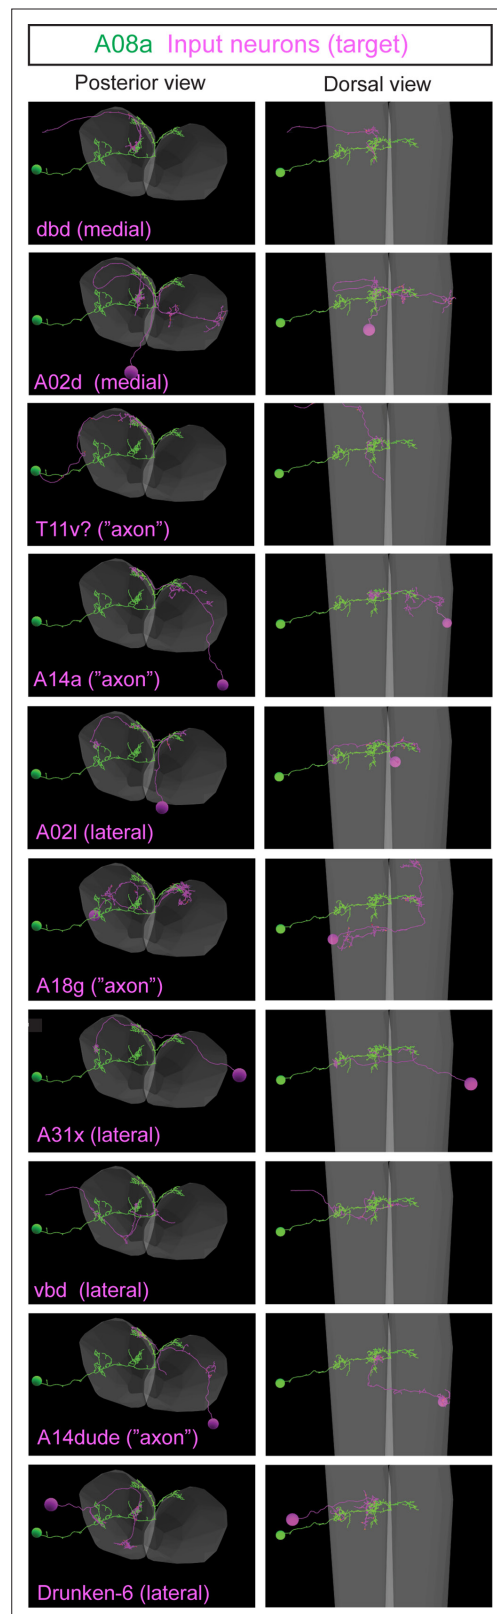 A08a Input neurons (target)
Posterior view Dorsal view
dbd (medial)
A02d (medial)
T11v? ("axon")
A14a ("axon")
A02l (lateral)
A18g ("axon")
A31x (lateral)
vbd (lateral)
A14dude ("axon")
Drunken-6 (lateral)